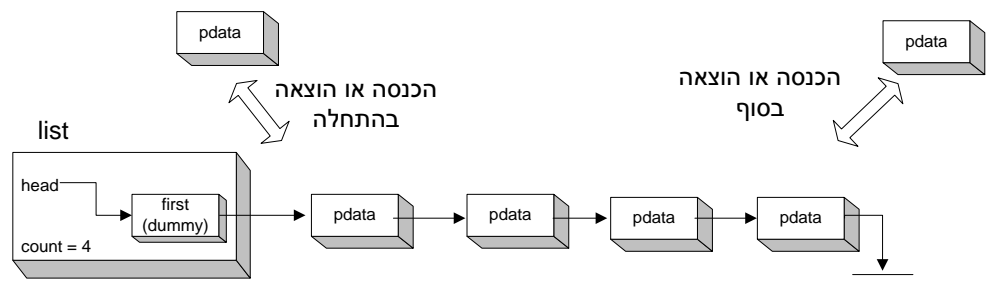 pdata
pdata
הכנסה או הוצאה
בהתחלה
הכנסה או הוצאה
בסוף
list
head
first
(dummy)
count = 4
pdata
pdata
pdata
pdata